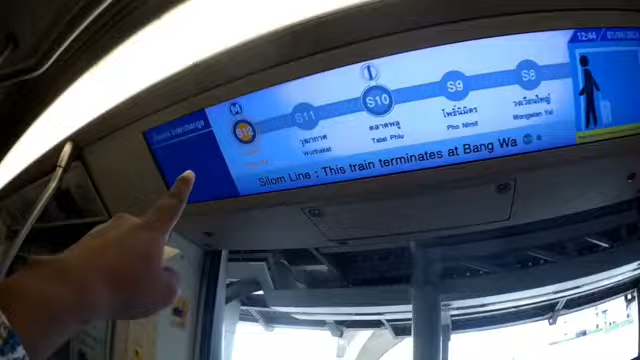 12:44
M
S12
S11
S10
S9
S8
วุฒากาศ
Wutthakat
ตลาดพลู
Talat Phlu
โพธิ์นิมิตร
Pho Nimit
วงเวียนใหญ่
Wongwian Yai
Silom Line : This train terminates at Bang Wa